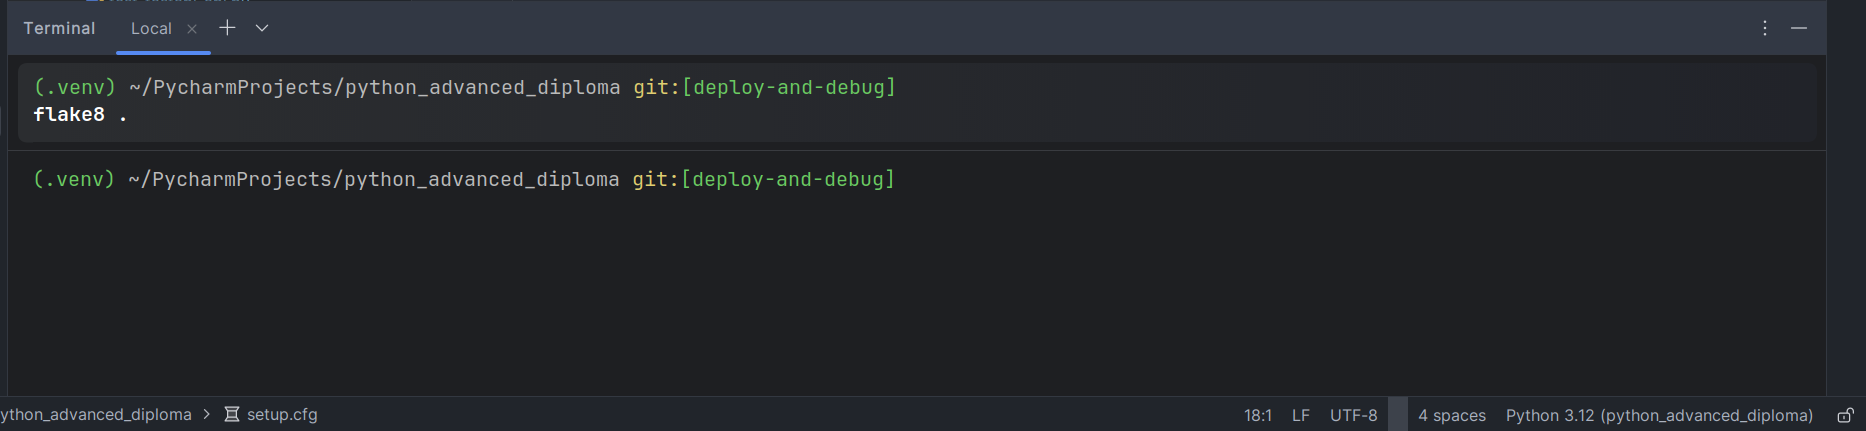 Terminal Local
(.venv) ~/PycharmProjects/python_advanced_diploma git:[deploy-and-debug]
flake8 .
(.venv) ~/PycharmProjects/python_advanced_diploma git:[deploy-and-debug]
ython_advanced_diploma > setup.cfg 18:1 LF UTF-8 4 spaces Python 3.12 (python_advanced_diploma)